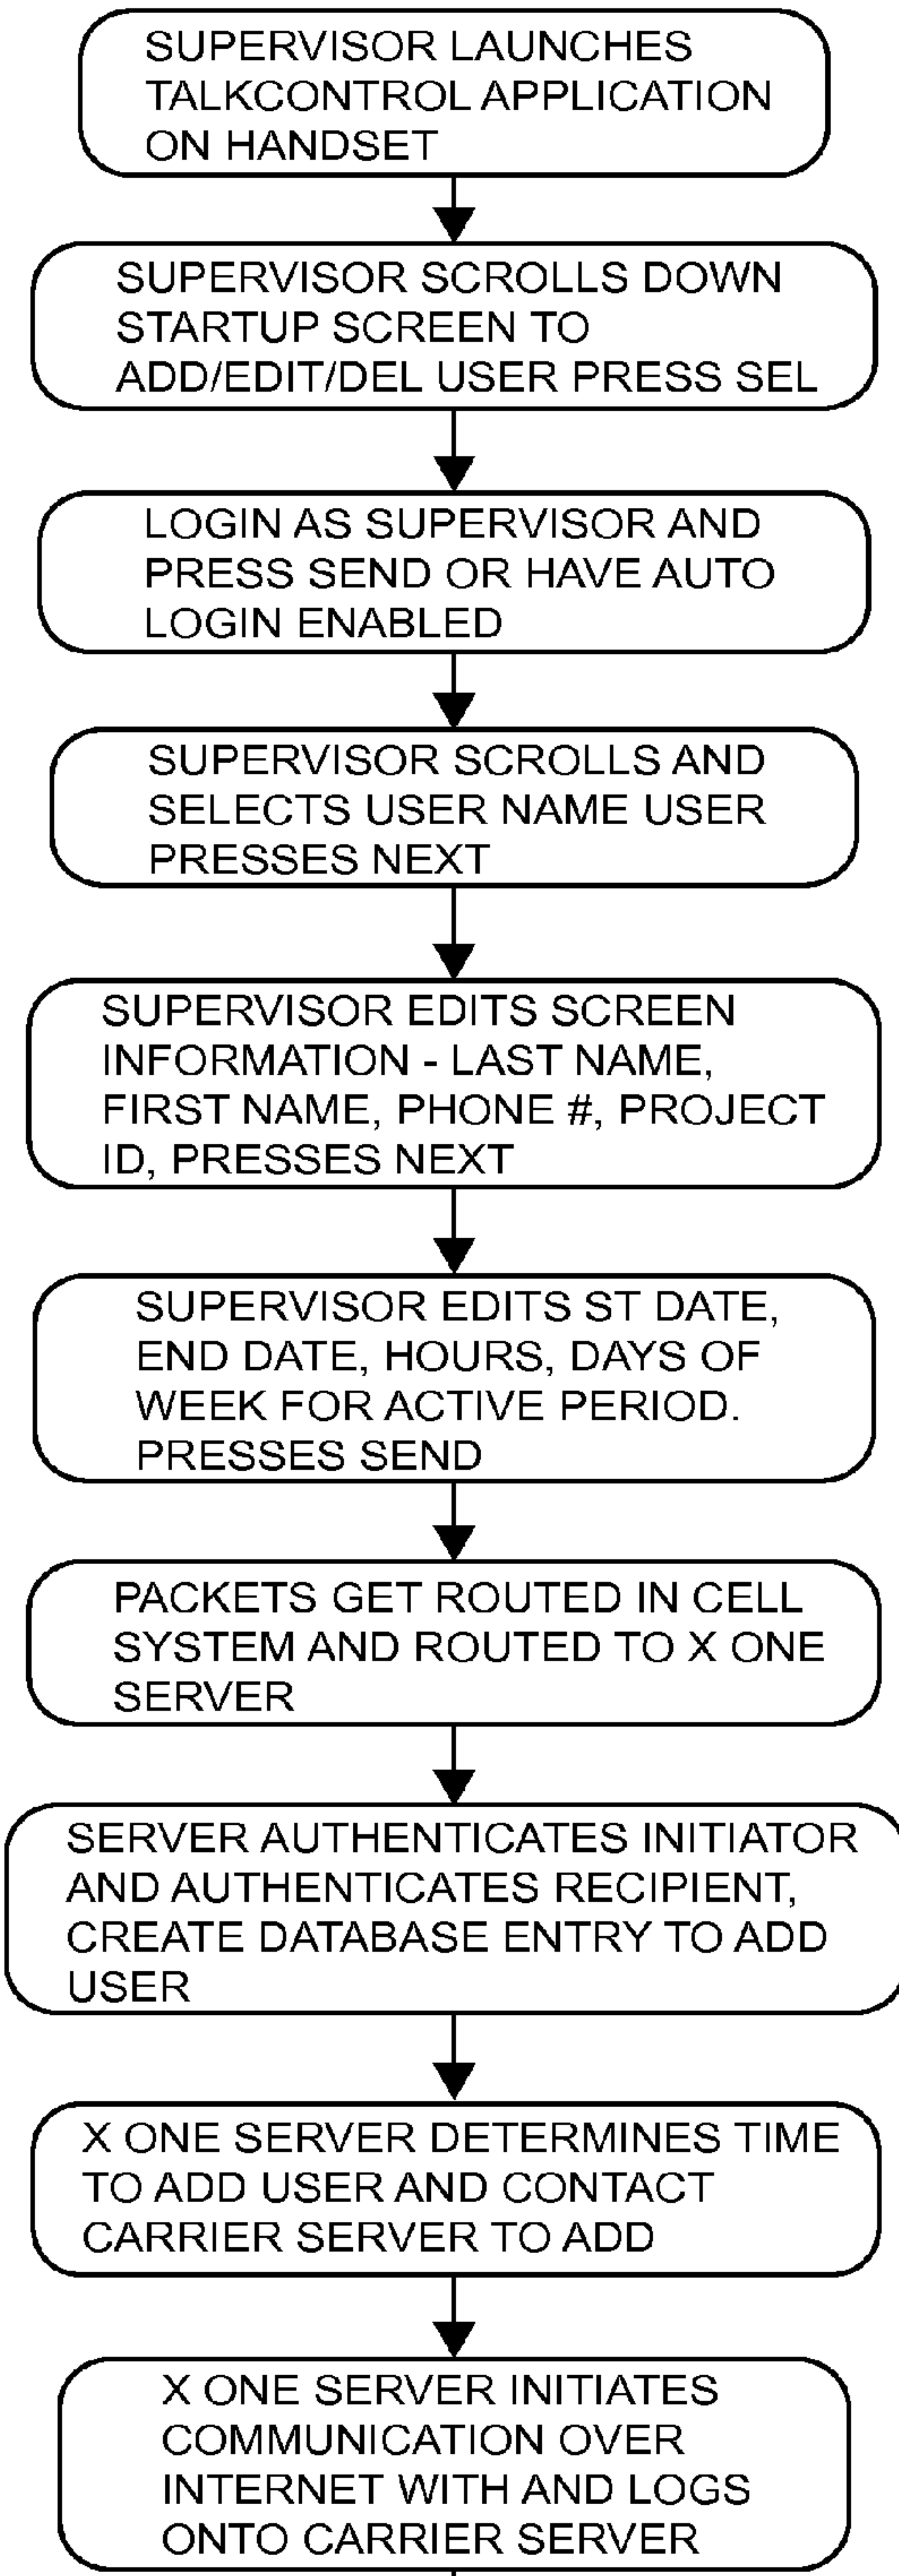 SUPERVISOR LAUNCHES
TALKCONTROL APPLICATION
ON HANDSET
SUPERVISOR SCROLLS DOWN
STARTUP SCREEN TO
ADD/EDIT/DEL USER PRESS SEL
LOGIN AS SUPERVISOR AND
PRESS SEND OR HAVE AUTO
LOGIN ENABLED
SUPERVISOR SCROLLS AND
SELECTS USER NAME USER
PRESSES NEXT
SUPERVISOR EDITS SCREEN
INFORMATION - LAST NAME,
FIRST NAME, PHONE #, PROJECT
ID, PRESSES NEXT
SUPERVISOR EDITS ST DATE,
END DATE, HOURS, DAYS OF
WEEK FOR ACTIVE PERIOD.
PRESSES SEND
PACKETS GET ROUTED IN CELL
SYSTEM AND ROUTED TO X ONE
SERVER
SERVER AUTHENTICATES INITIATOR
AND AUTHENTICATES RECIPIENT,
CREATE DATABASE ENTRY TO ADD
USER
X ONE SERVER DETERMINES TIME
TO ADD USER AND CONTACT
CARRIER SERVER TO ADD
X ONE SERVER INITIATES
COMMUNICATION OVER
INTERNET WITH AND LOGS
ONTO CARRIER SERVER